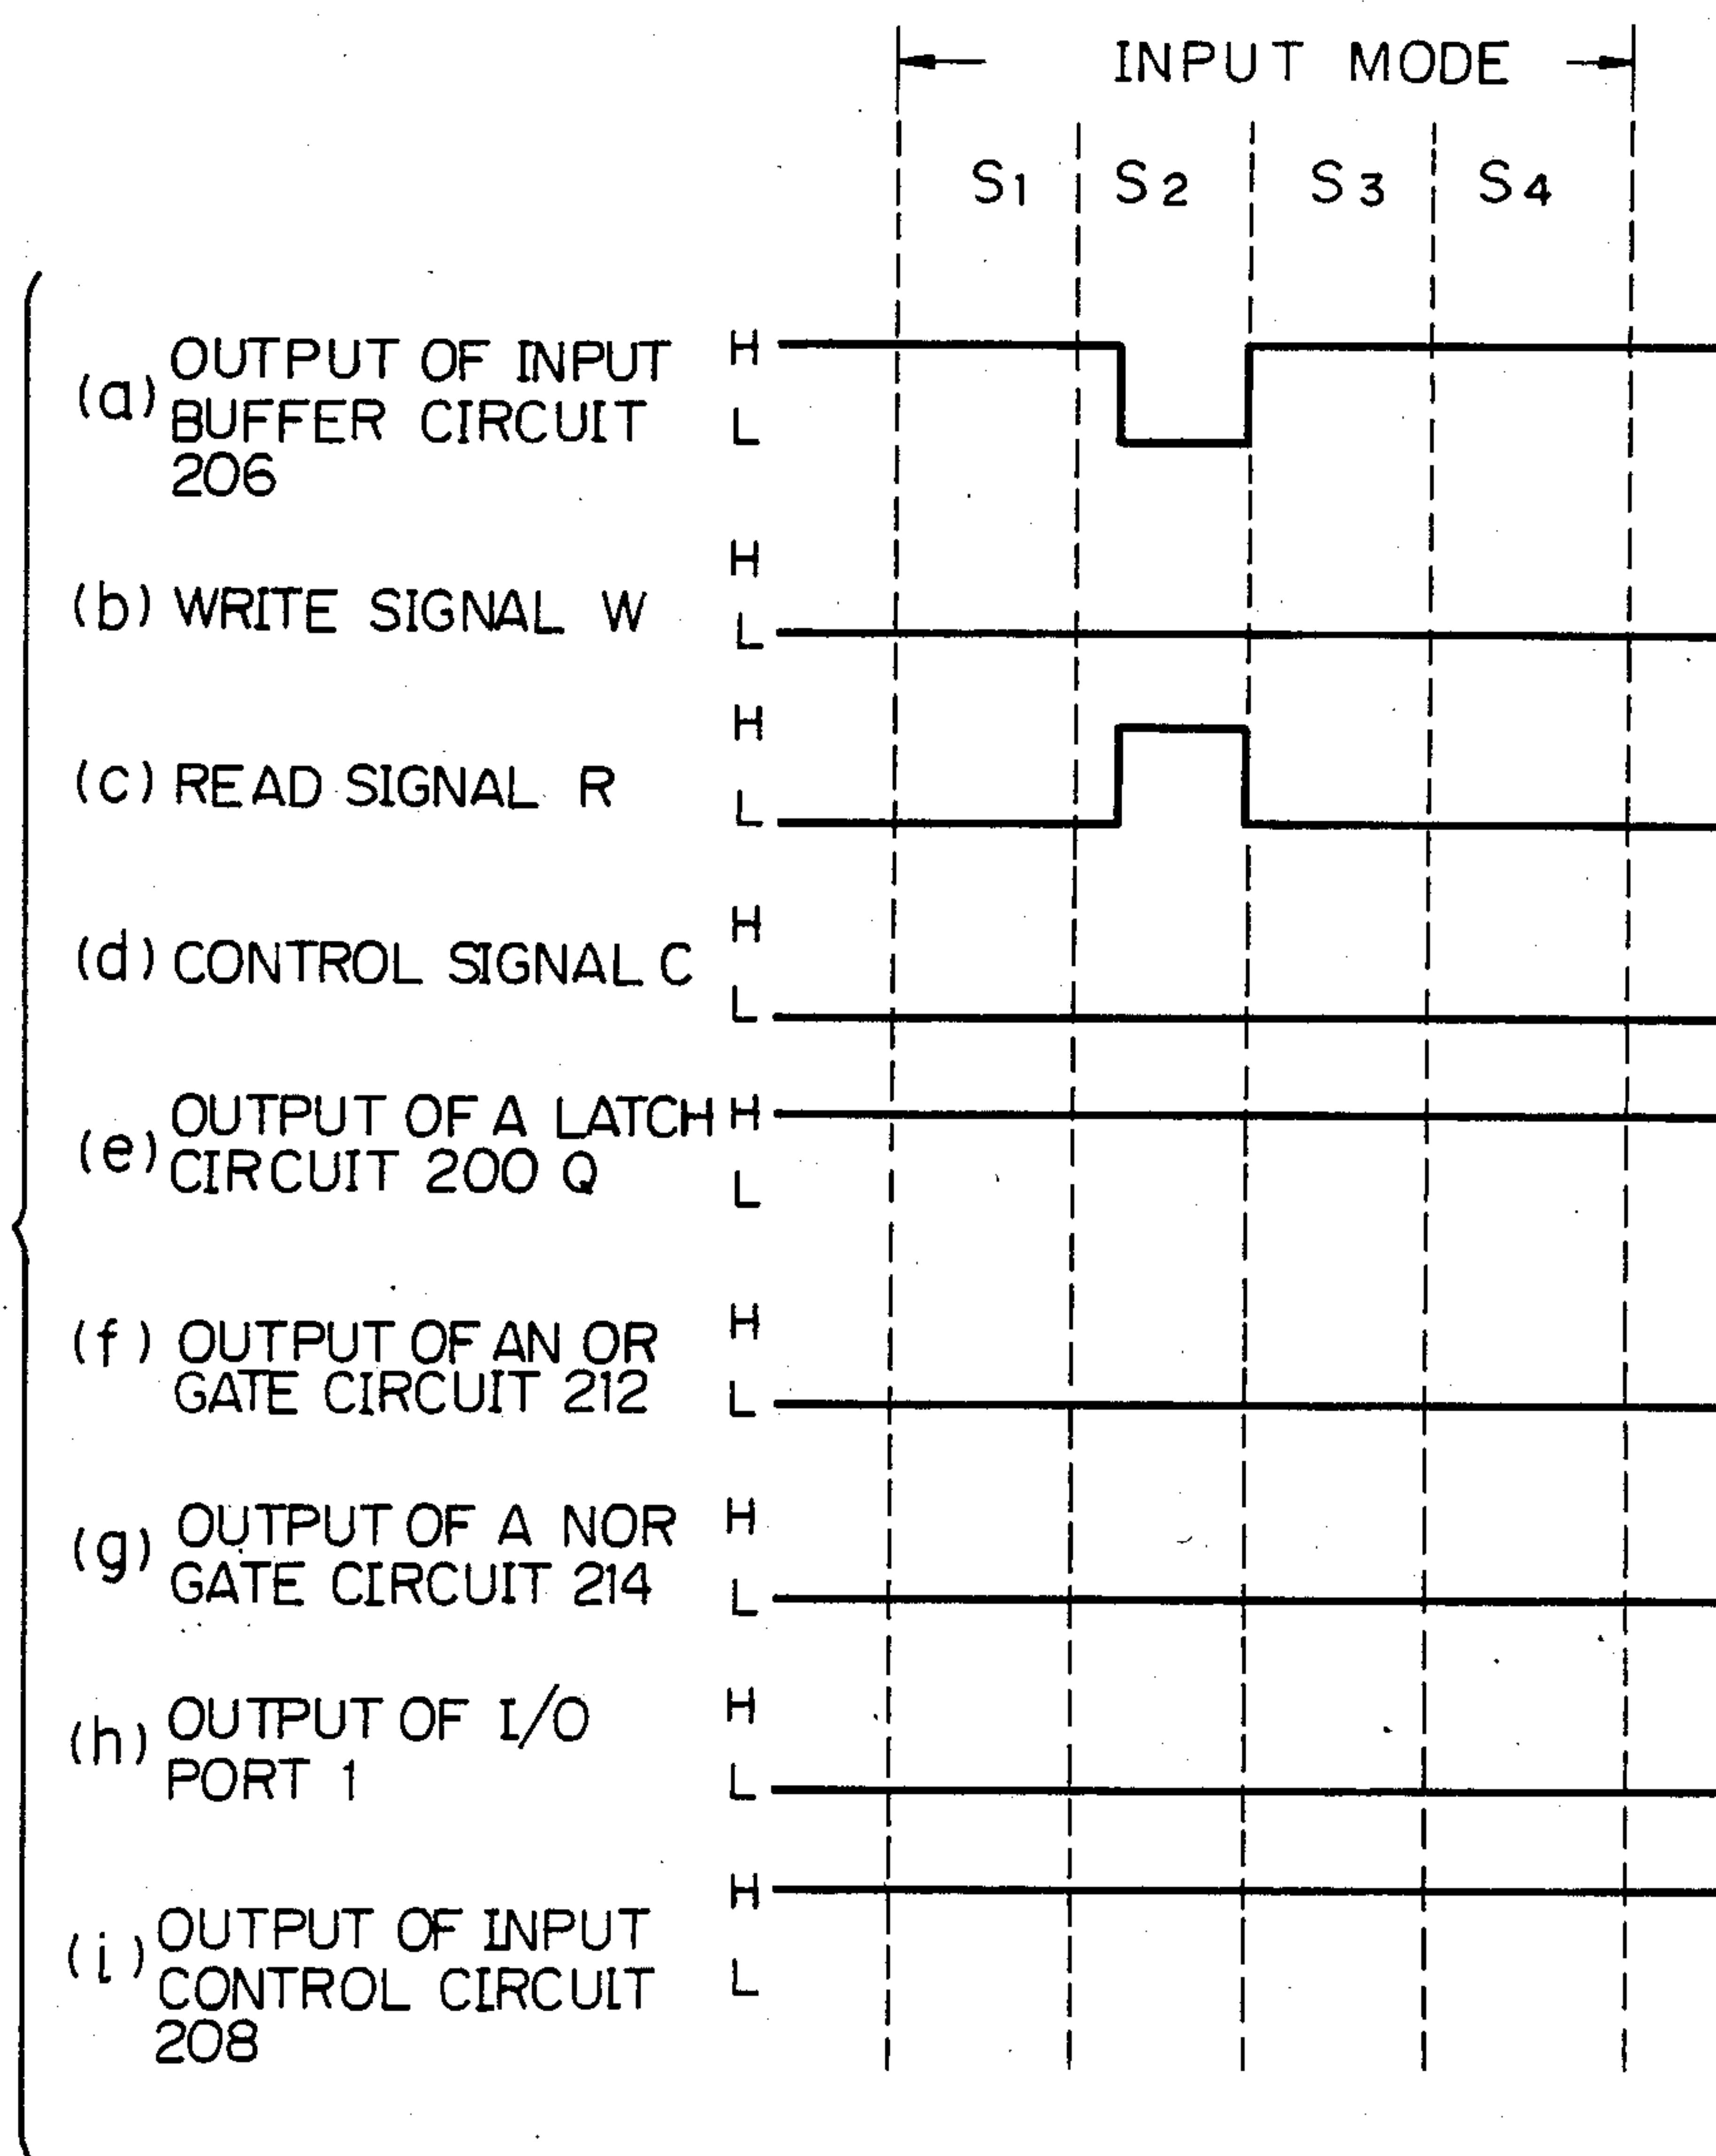 INPUT MODE
S1 S2 S3 S4
(a) OUTPUT OF INPUT
BUFFER CIRCUIT
206
H
L
(b) WRITE SIGNAL W
H
L
(c) READ SIGNAL R
H
L
(d) CONTROL SIGNAL C
H
L
(e) OUTPUT OF A LATCH
CIRCUIT 200 Q
H
L
(f) OUTPUT OF AN OR
GATE CIRCUIT 212
H
L
(g) OUTPUT OF A NOR
GATE CIRCUIT 214
H
L
(h) OUTPUT OF I/O
PORT 1
H
L
(i) OUTPUT OF INPUT
CONTROL CIRCUIT
208
H
L